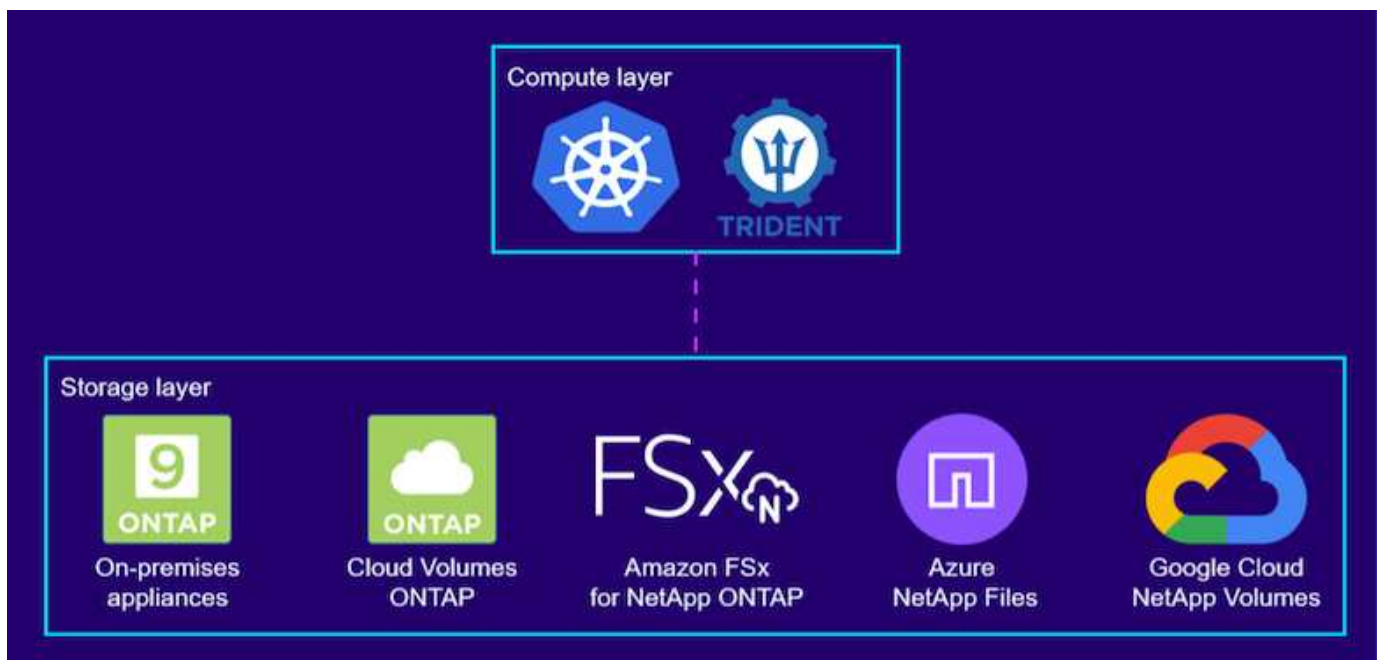 Compute layer
TRIDENT
Storage layer
9
ONTAP
On-premises
appliances
ONTAP
Cloud Volumes
ONTAP
FSx N
Amazon FSx
for NetApp ONTAP
Azure
NetApp Files
Google Cloud
NetApp Volumes